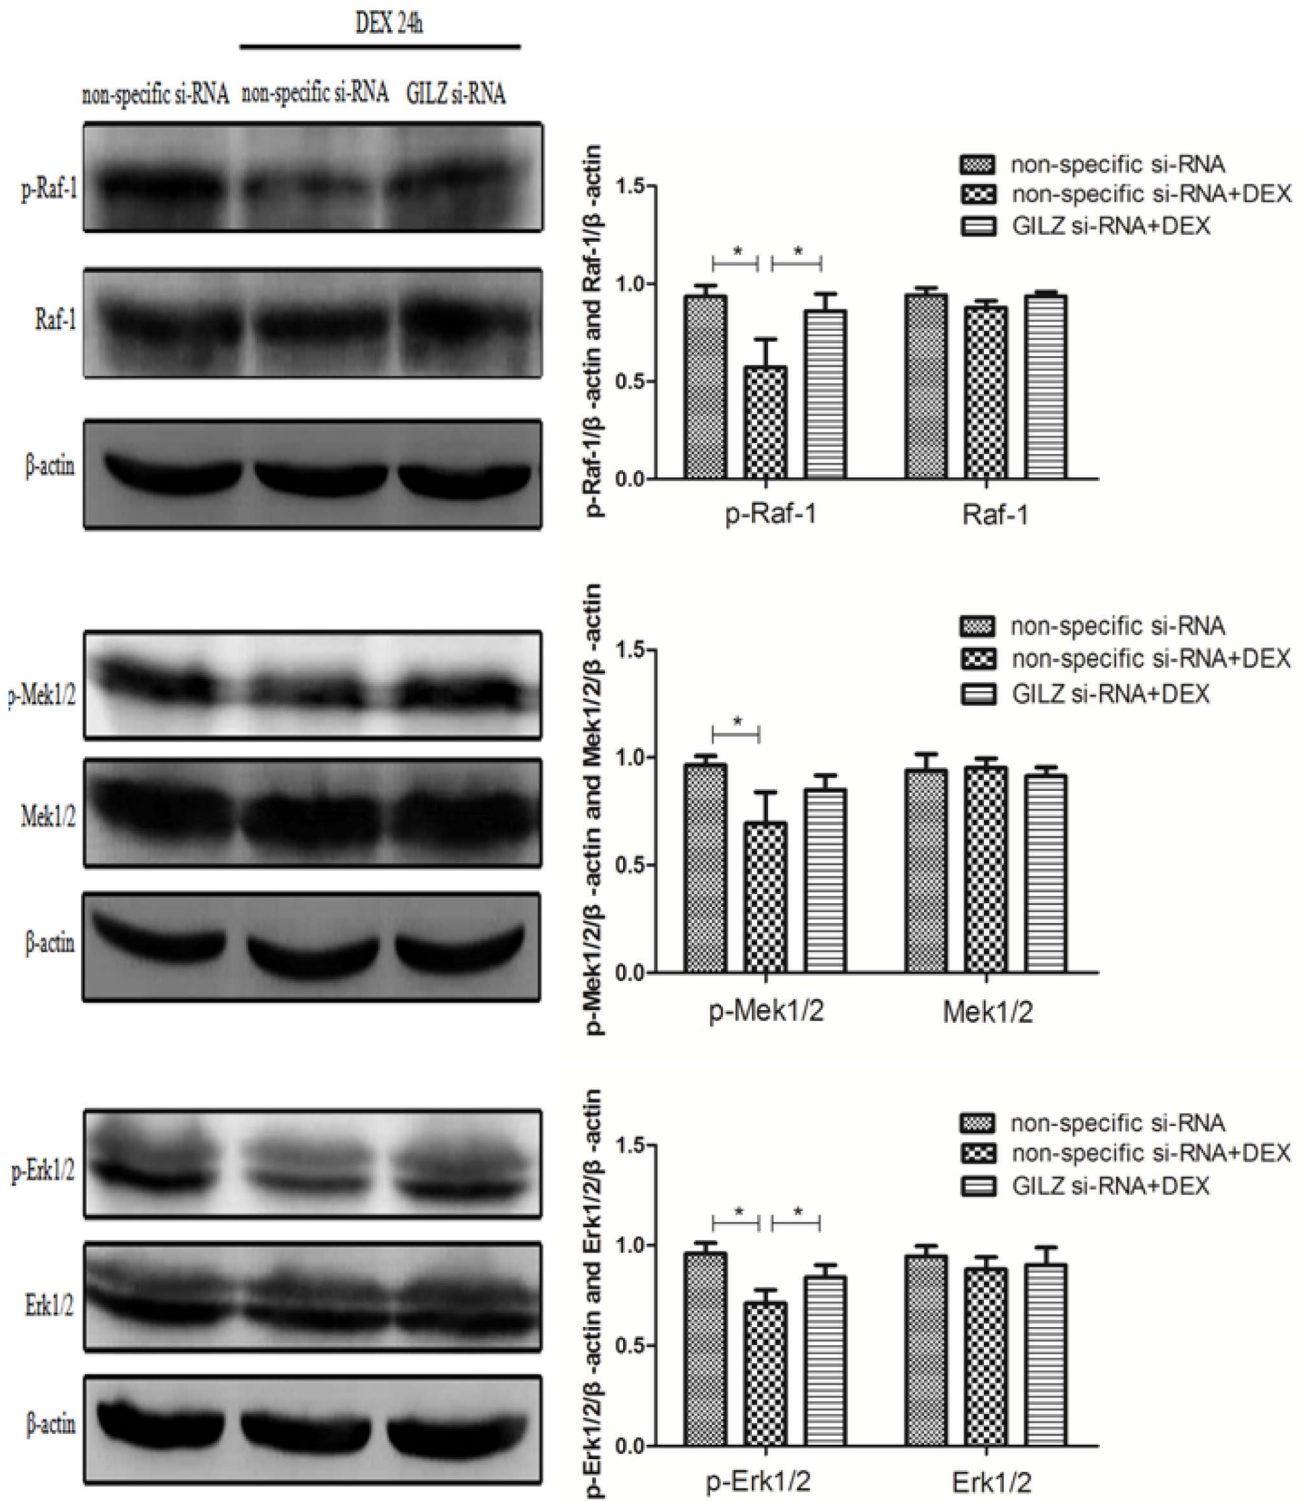 DEX 24h
non-specific si-RNA non-specific si-RNA GILZ si-RNA
p-Raf-1
Raf-1
β-actin
p-Raf-1/β -actin and Raf-1/β -actin
1.5
1.0
0.5
0.0
* *
non-specific si-RNA
non-specific si-RNA+DEX
GILZ si-RNA+DEX
p-Raf-1 Raf-1
p-Mek1/2
Mek1/2
β-actin
p-Mek1/2/β -actin and Mek1/2/β -actin
1.5
1.0
0.5
0.0
*
non-specific si-RNA
non-specific si-RNA+DEX
GILZ si-RNA+DEX
p-Mek1/2 Mek1/2
p-Erk1/2
Erk1/2
β-actin
p-Erk1/2/β -actin and Erk1/2/β -actin
1.5
1.0
0.5
0.0
* *
non-specific si-RNA
non-specific si-RNA+DEX
GILZ si-RNA+DEX
p-Erk1/2 Erk1/2